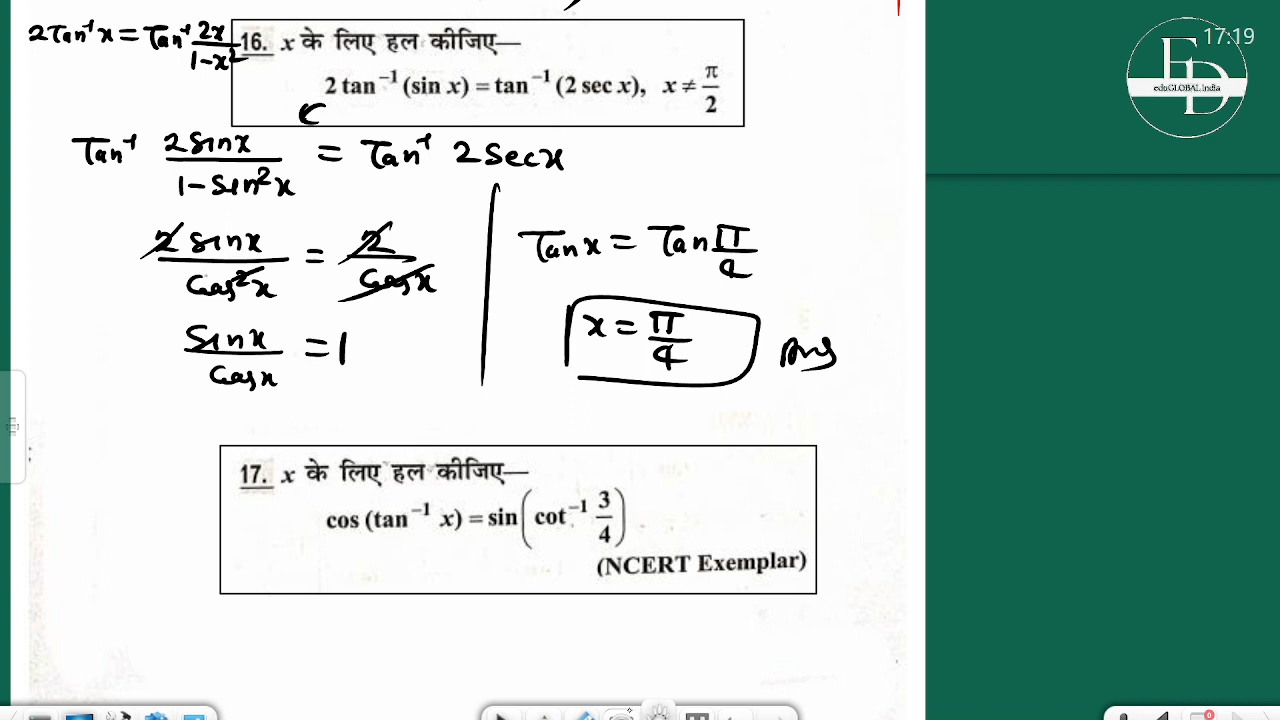 17:19
ED
eduGLOBAL.India
2Tan⁻¹x = Tan⁻¹ 2x/1-x²
16. x के लिए हल कीजिए—
2 tan⁻¹ (sin x) = tan⁻¹ (2 sec x), x ≠ π/2
Tan⁻¹ 2sinx/1-sin²x = Tan⁻¹ 2secx
2sinx/cos²x = 2/cosx
sinx/cosx = 1
Tanx = Tan π/4
x = π/4 Ans
17. x के लिए हल कीजिए—
cos (tan⁻¹ x) = sin(cot⁻¹ 3/4)
(NCERT Exemplar)